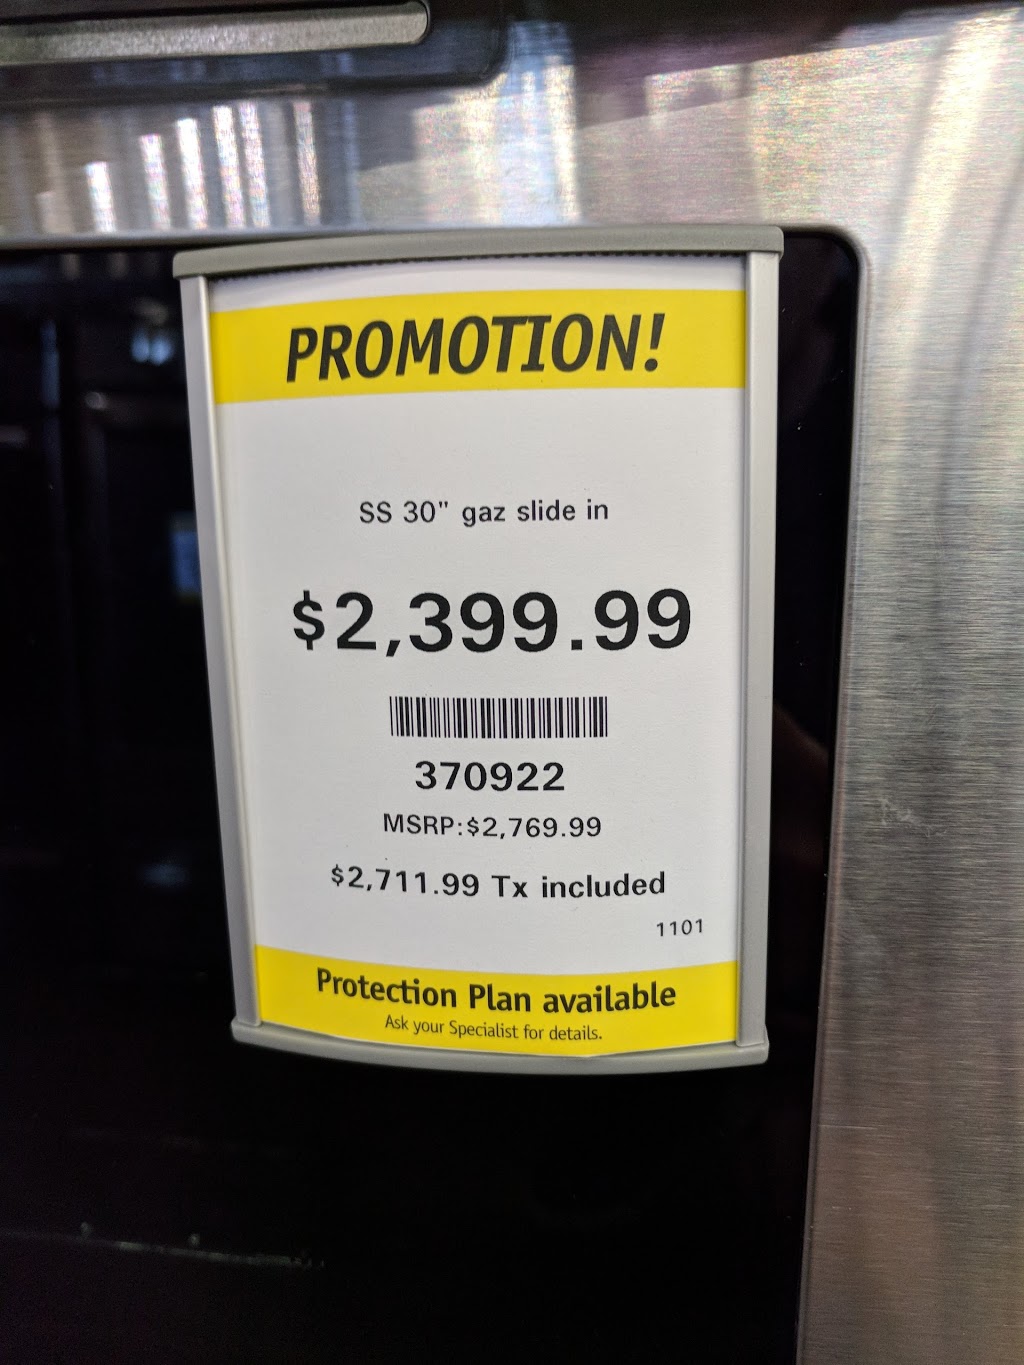 PROMOTION!
SS 30" gaz slide in
$2,399.99
370922
MSRP:$2,769.99
$2,711.99 Tx included
1101
Protection Plan available
Ask your Specialist for details.